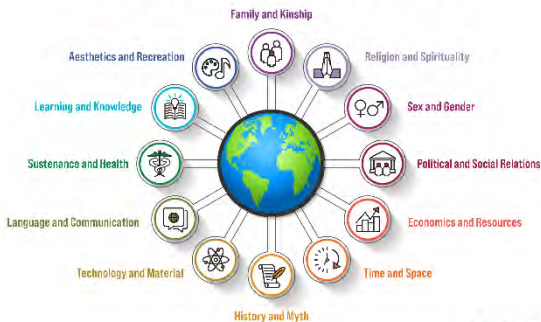 Family and Kinship
Religion and Spirituality
Sex and Gender
Political and Social Relations
Economics and Resources
Time and Space
History and Myth
Technology and Material
Language and Communication
Sustenance and Health
Learning and Knowledge
Aesthetics and Recreation